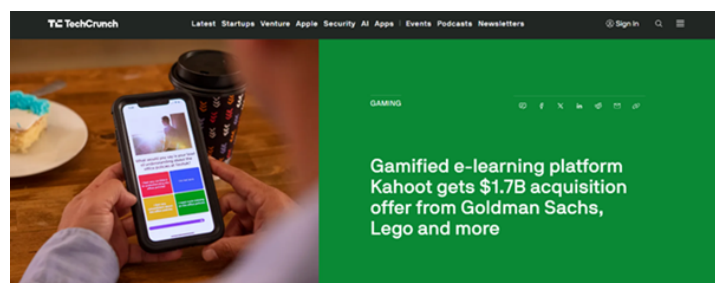 TechCrunch
Latest Startups Venture Apple Security AI Apps | Events Podcasts Newsletters
Sign In
GAMING
Gamified e-learning platform
Kahoot gets $1.7B acquisition
offer from Goldman Sachs,
Lego and more